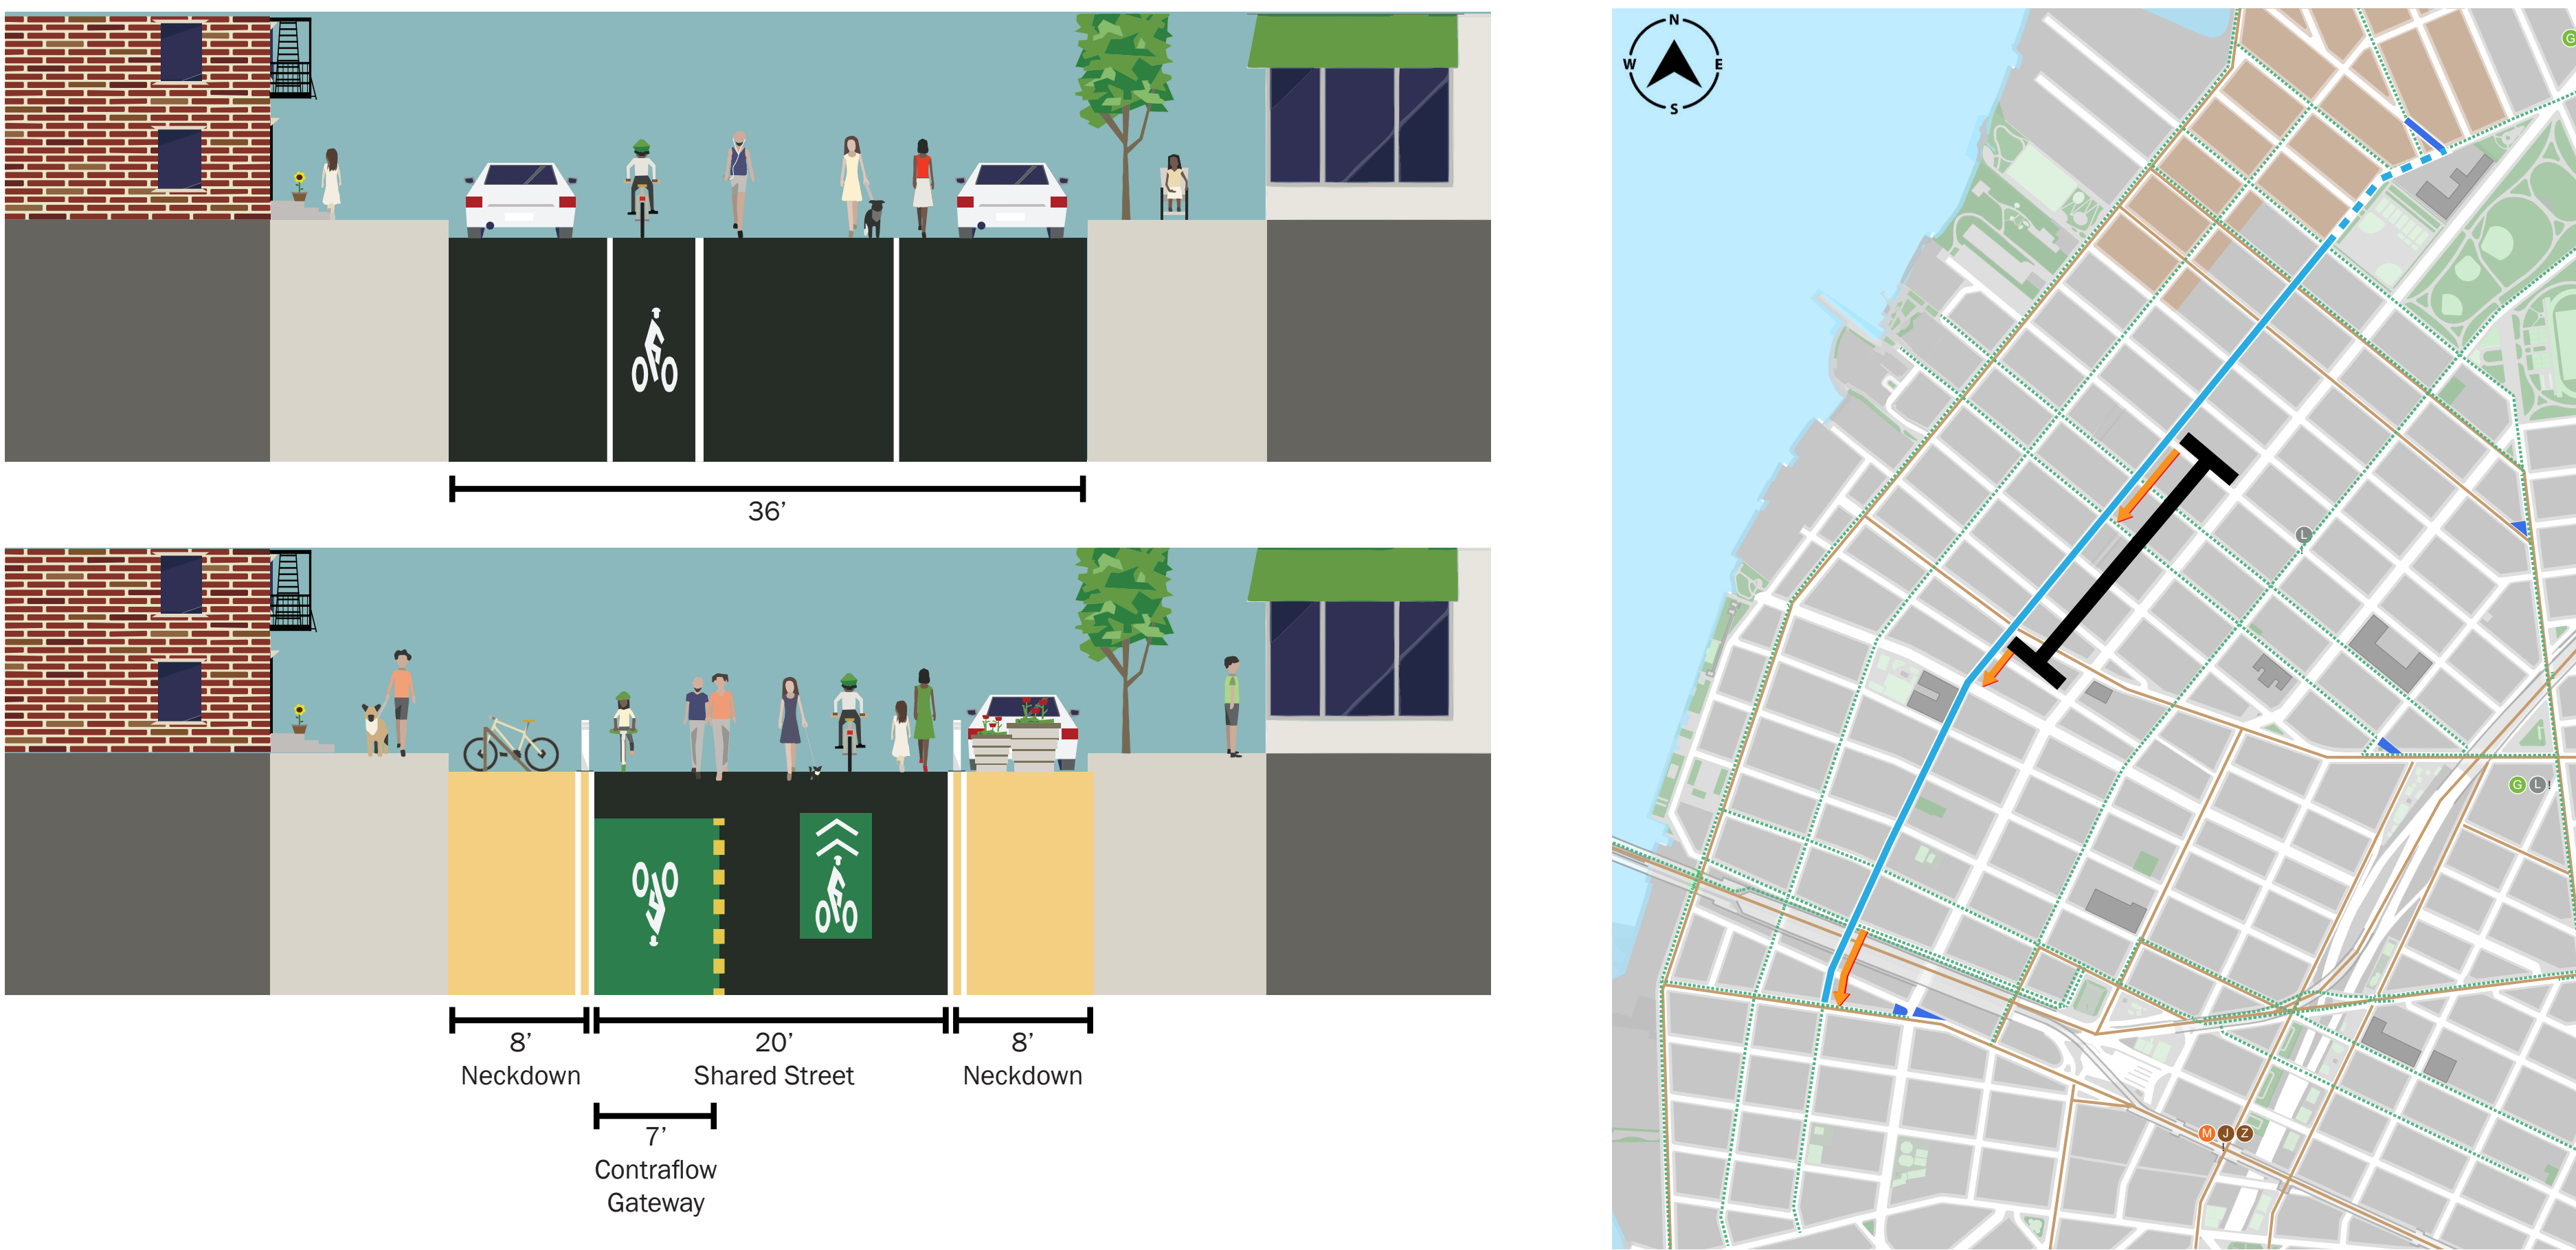 36’
8’
20’
8’
Neckdown
Shared Street
Neckdown
7’
Contraflow
Gateway
N
W
E
S
G
L
G
L
M
J
Z